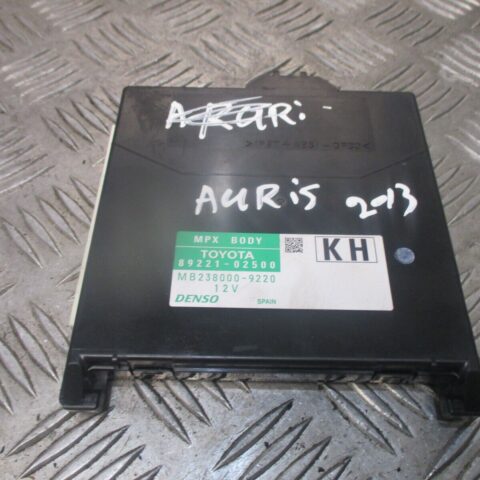 AURis 2013
MPX BODY
TOYOTA
89221-02500
KH
MB238000-9220
12V
DENSO
SPAIN